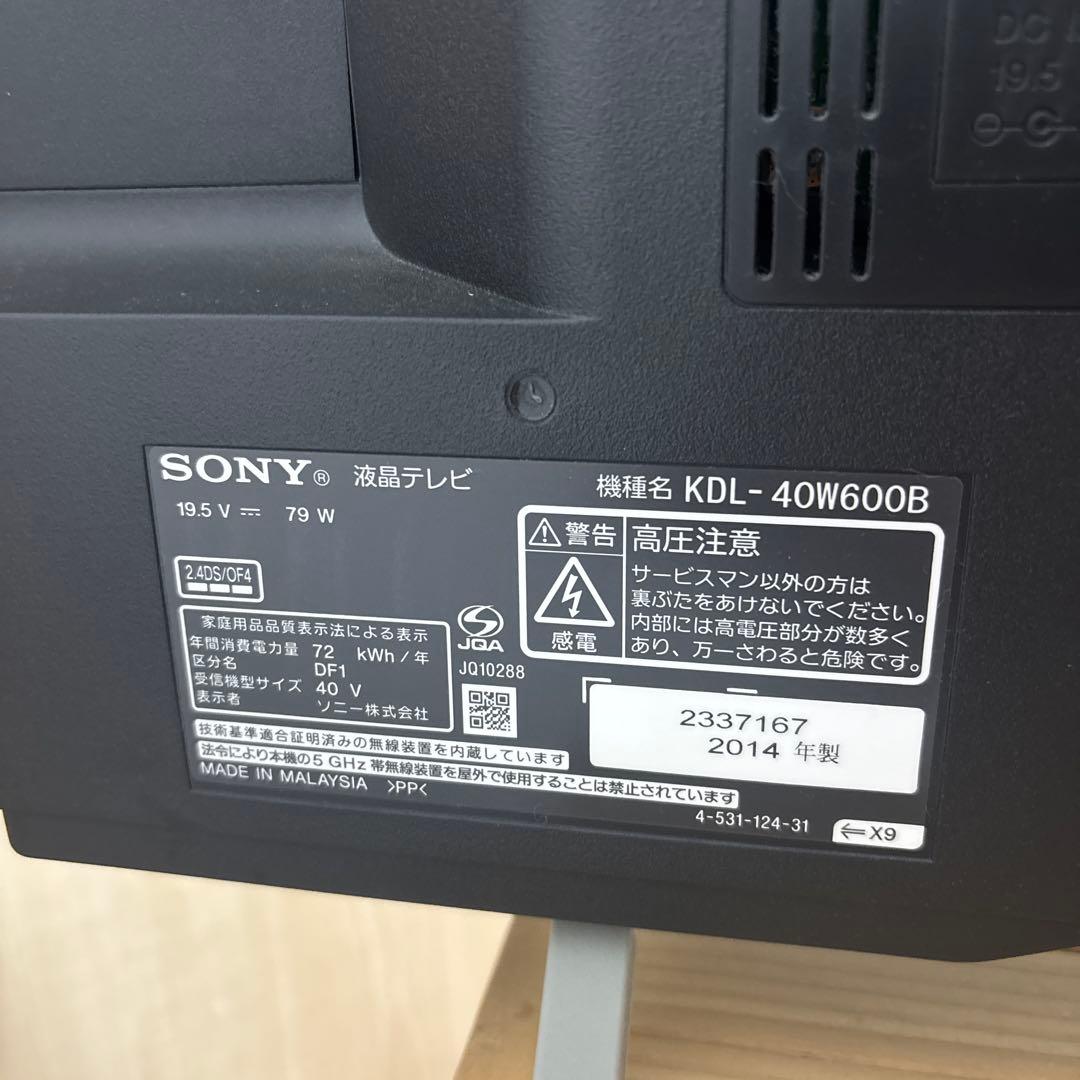 DC
19.5
SONY® 液晶テレビ
機種名 KDL-40W600B
19.5 V ⎓ 79 W
2.4DS/OF4
⚠警告
感電
高圧注意
サービスマン以外の方は
裏ぶたをあけないでください。
内部には高電圧部分が数多く
あり、万一さわると危険です。
家庭用品品質表示法による表示
年間消費電力量 72 kWh/年
区分名 DF1
受信機型サイズ 40 V
表示者 ソニー株式会社
JQA
JQ10288
2337167
2014 年製
技術基準適合証明済みの無線装置を内蔵しています
法令により本機の5 GHz 帯無線装置を屋外で使用することは禁止されています
MADE IN MALAYSIA >PP<
4-531-124-31
⇐X9